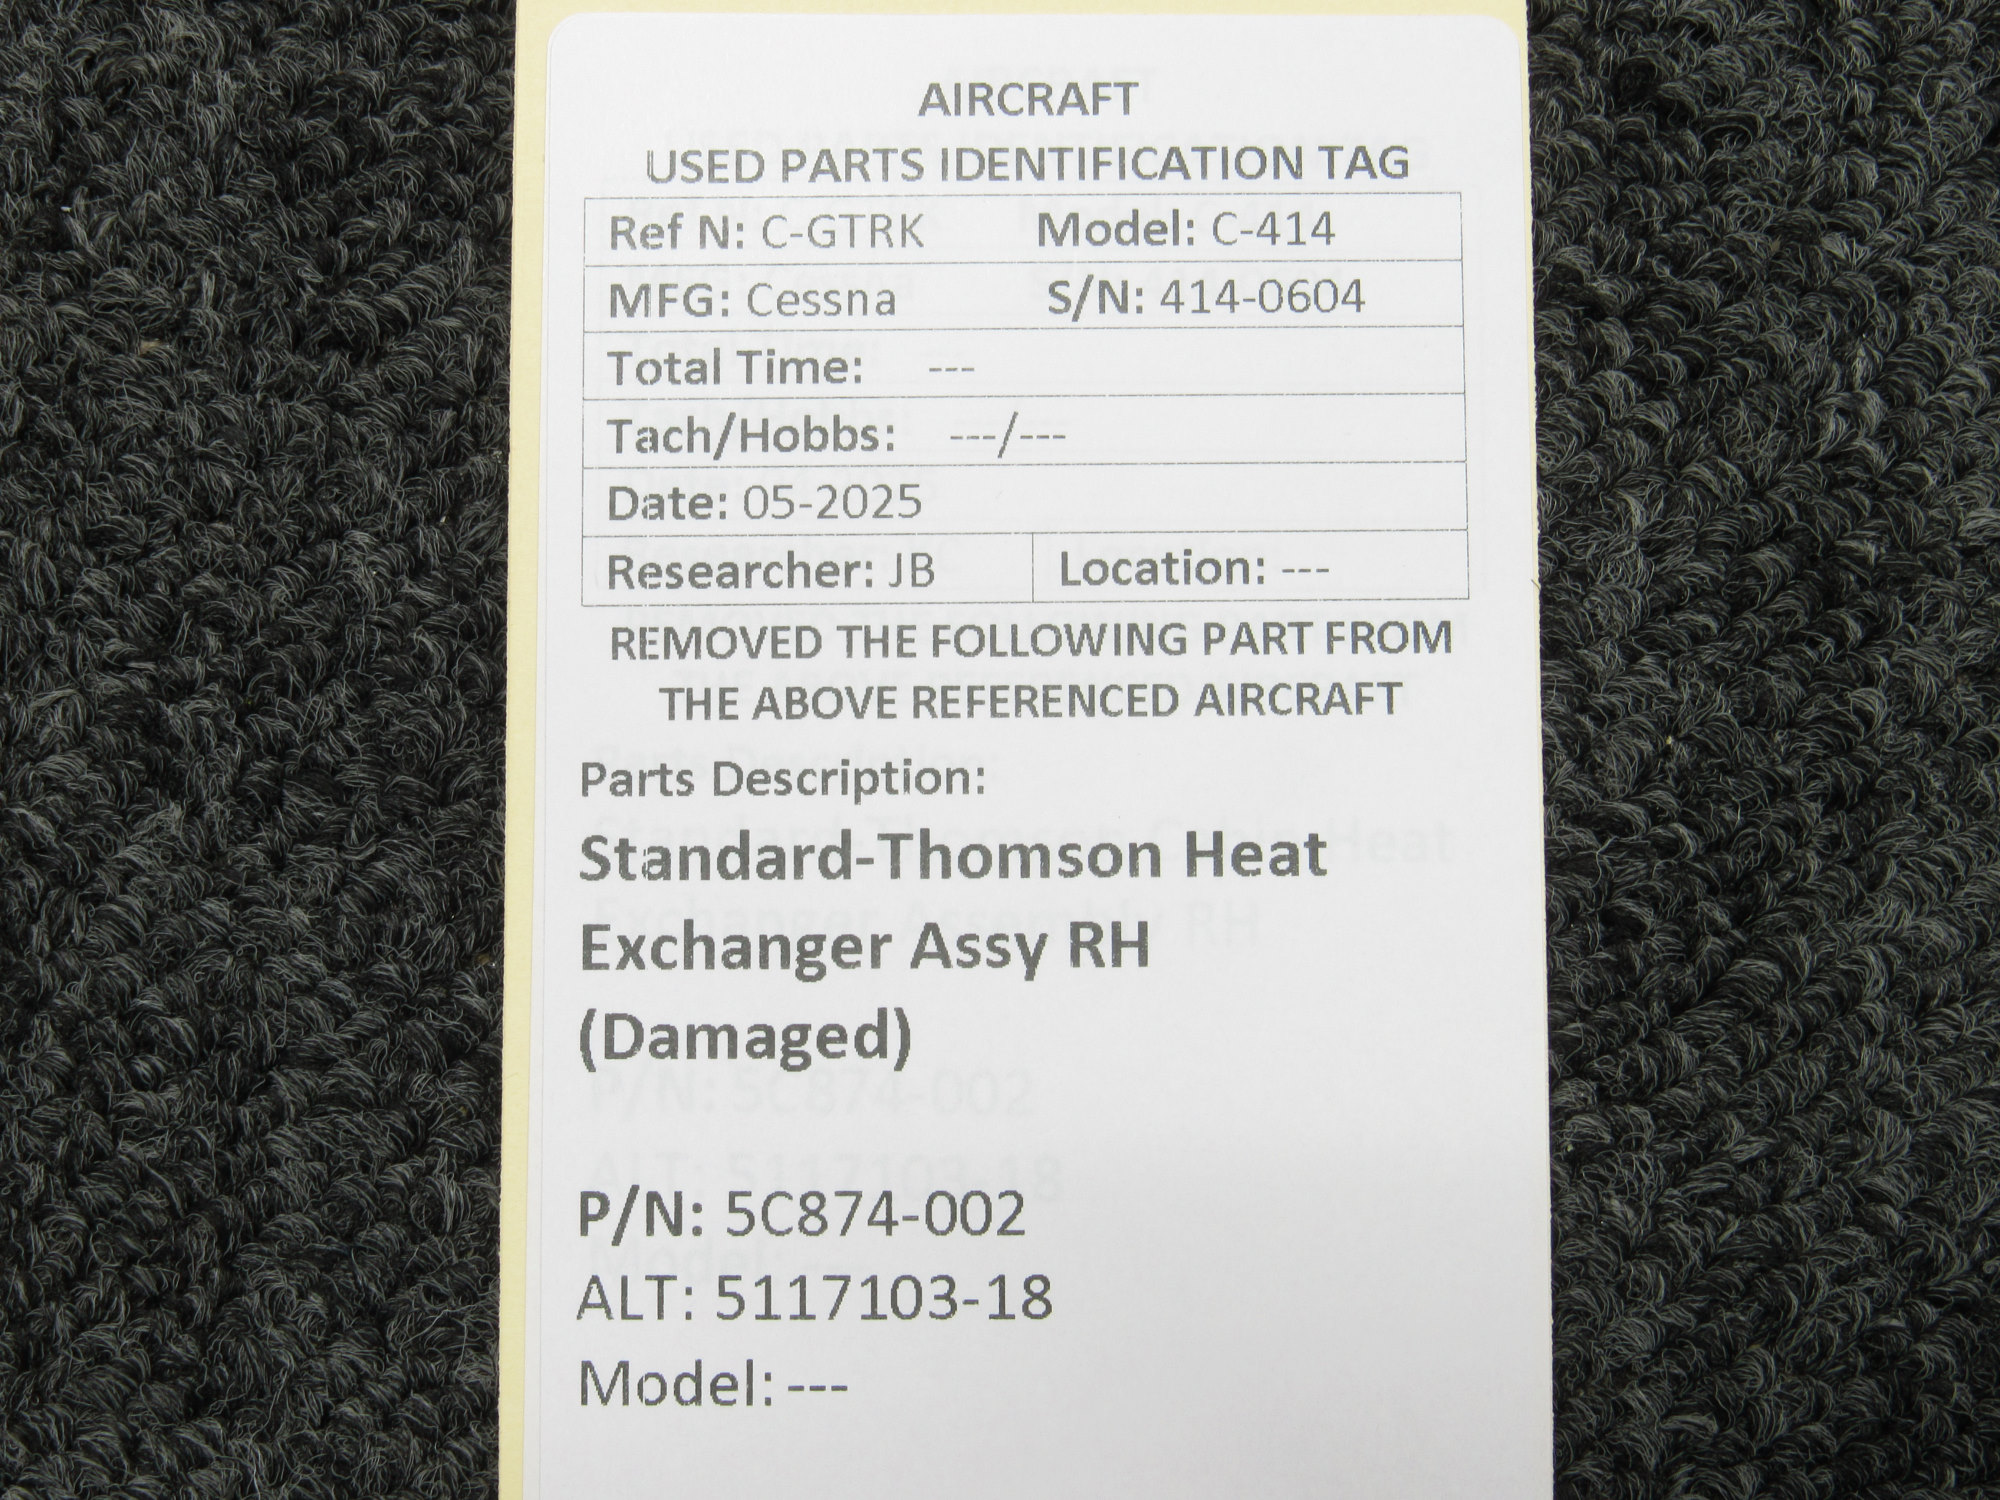 AIRCRAFT
USED PARTS IDENTIFICATION TAG
Ref N: C-GTRK Model: C-414
MFG: Cessna S/N: 414-0604
Total Time: ---
Tach/Hobbs: ---/---
Date: 05-2025
Researcher: JB Location: ---
REMOVED THE FOLLOWING PART FROM
THE ABOVE REFERENCED AIRCRAFT
Parts Description:
Standard-Thomson Heat
Exchanger Assy RH
(Damaged)
P/N: 5C874-002
ALT: 5117103-18
Model: ---